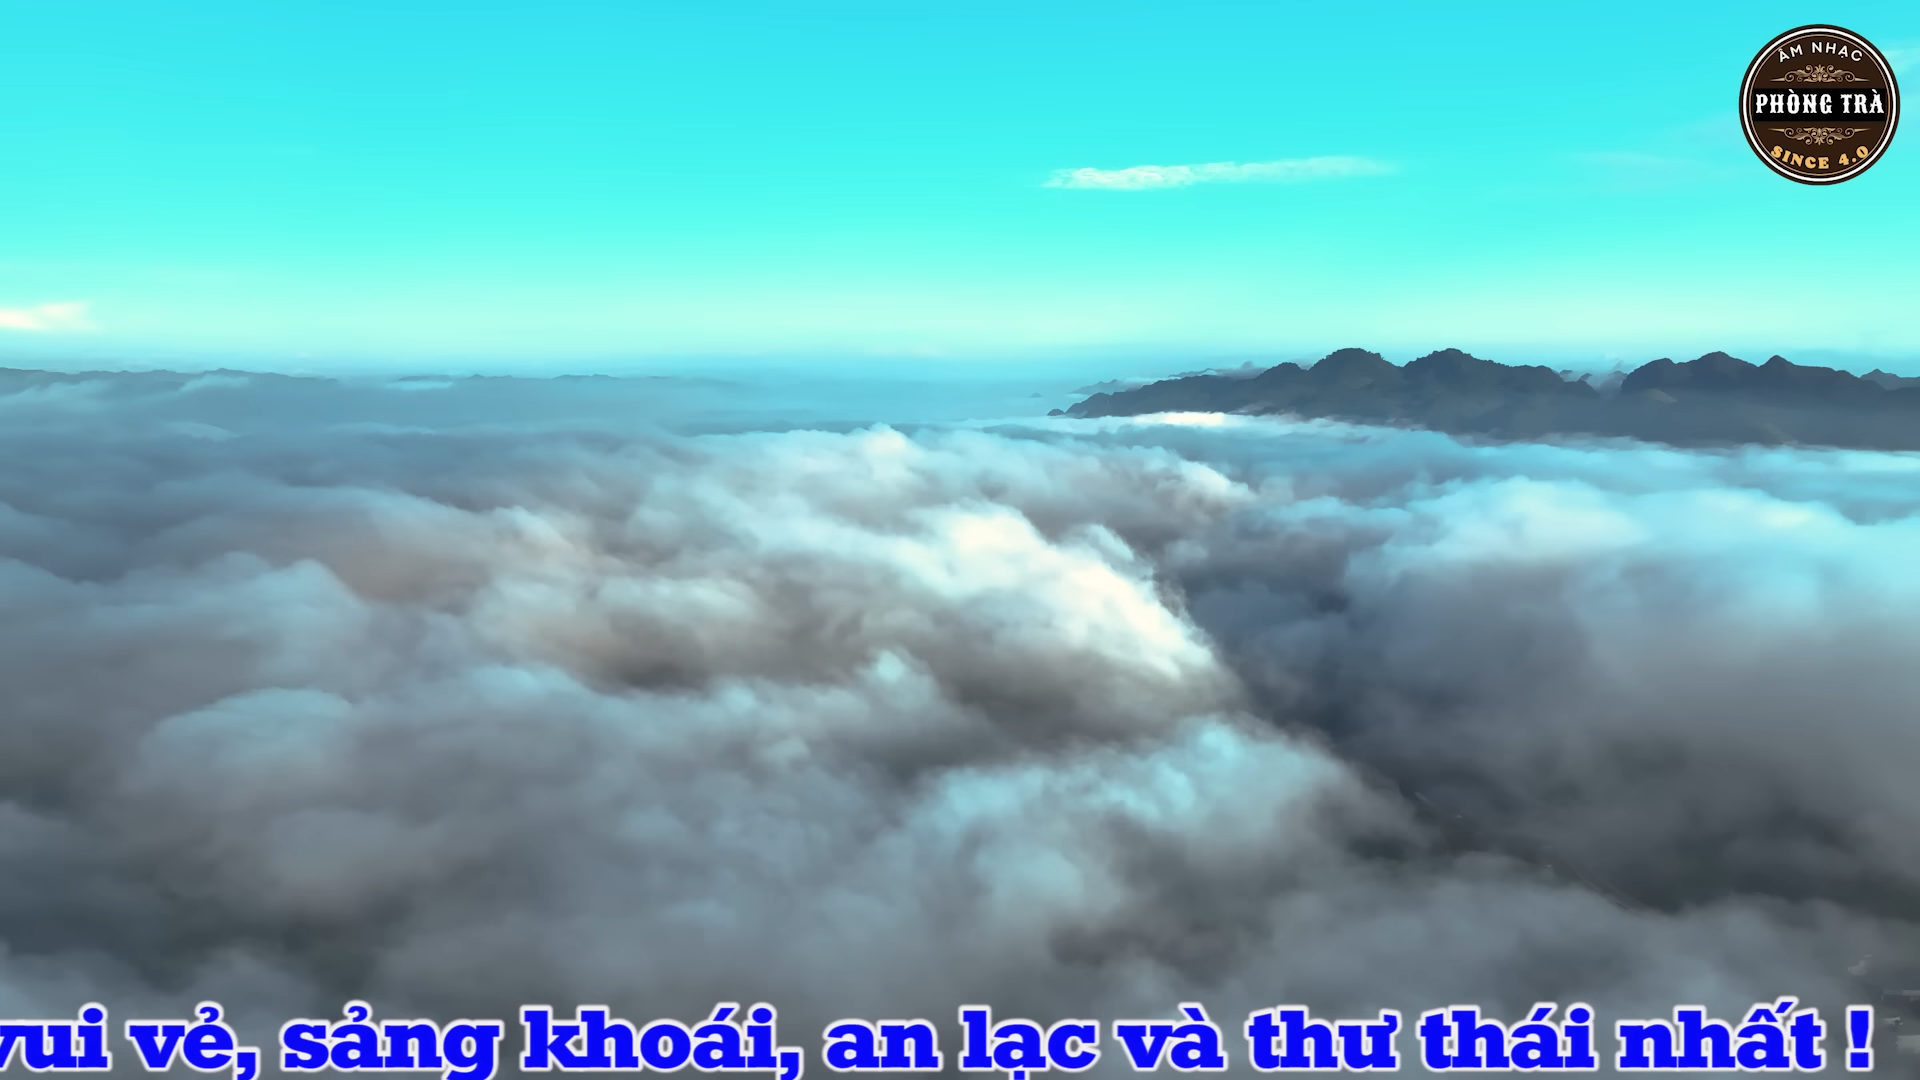 ÂM NHẠC
PHÒNG TRÀ
SINCE 4.0
vui vẻ, sảng khoái, an lạc và thư thái nhất !